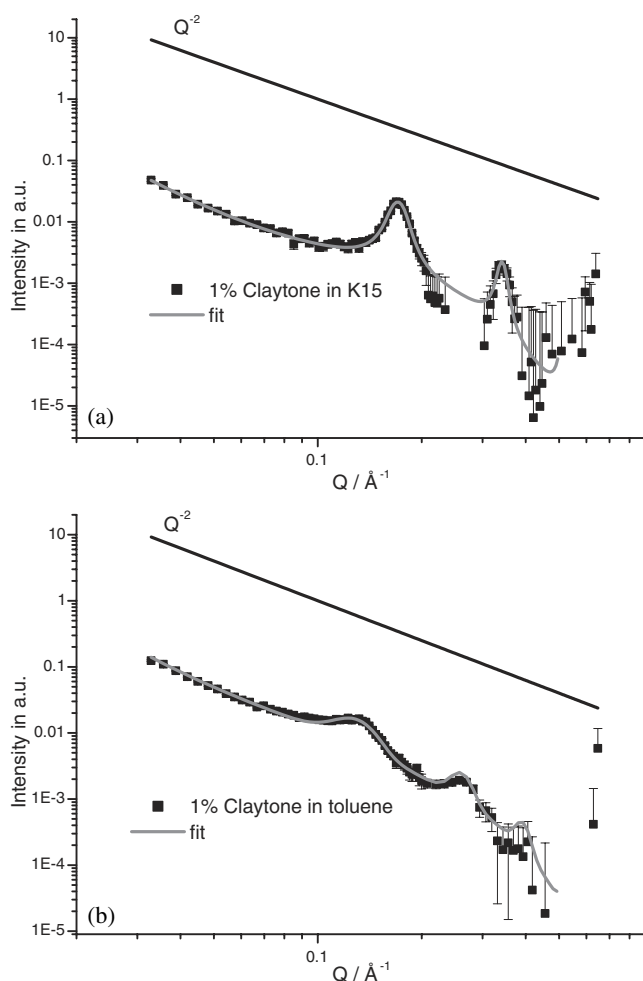 Q-2
10
1
0.1
0.01
1E-3
1E-4
1E-5
Intensity in a.u.
1% Claytone in K15
fit
(a)
0.1
Q / Å-1
Q-2
10
1
0.1
0.01
1E-3
1E-4
1E-5
Intensity in a.u.
1% Claytone in toluene
fit
(b)
0.1
Q / Å-1